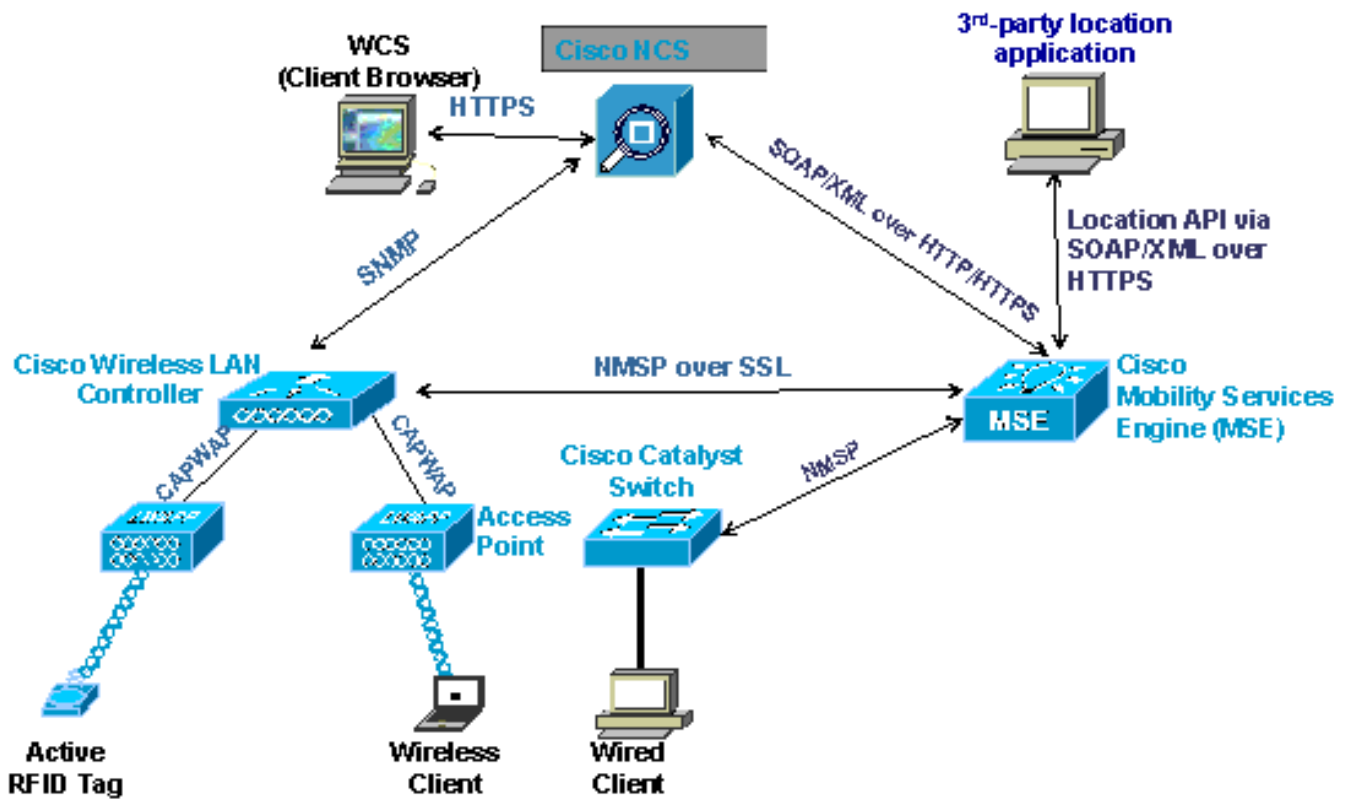 WCS
(Client Browser)
Cisco NCS
3rd-party location
application
HTTPS
SOAP/XML over HTTP/HTTPS
Location API via
SOAP/XML over
HTTPS
SNMP
Cisco Wireless LAN
Controller
NMSP over SSL
Cisco
Mobility Services
Engine (MSE)
MSE
CAPWAP
CAPWAP
Cisco Catalyst
Switch
NMSP
LWAPP
LWAPP
Access
Point
Active
RFID Tag
Wireless
Client
Wired
Client